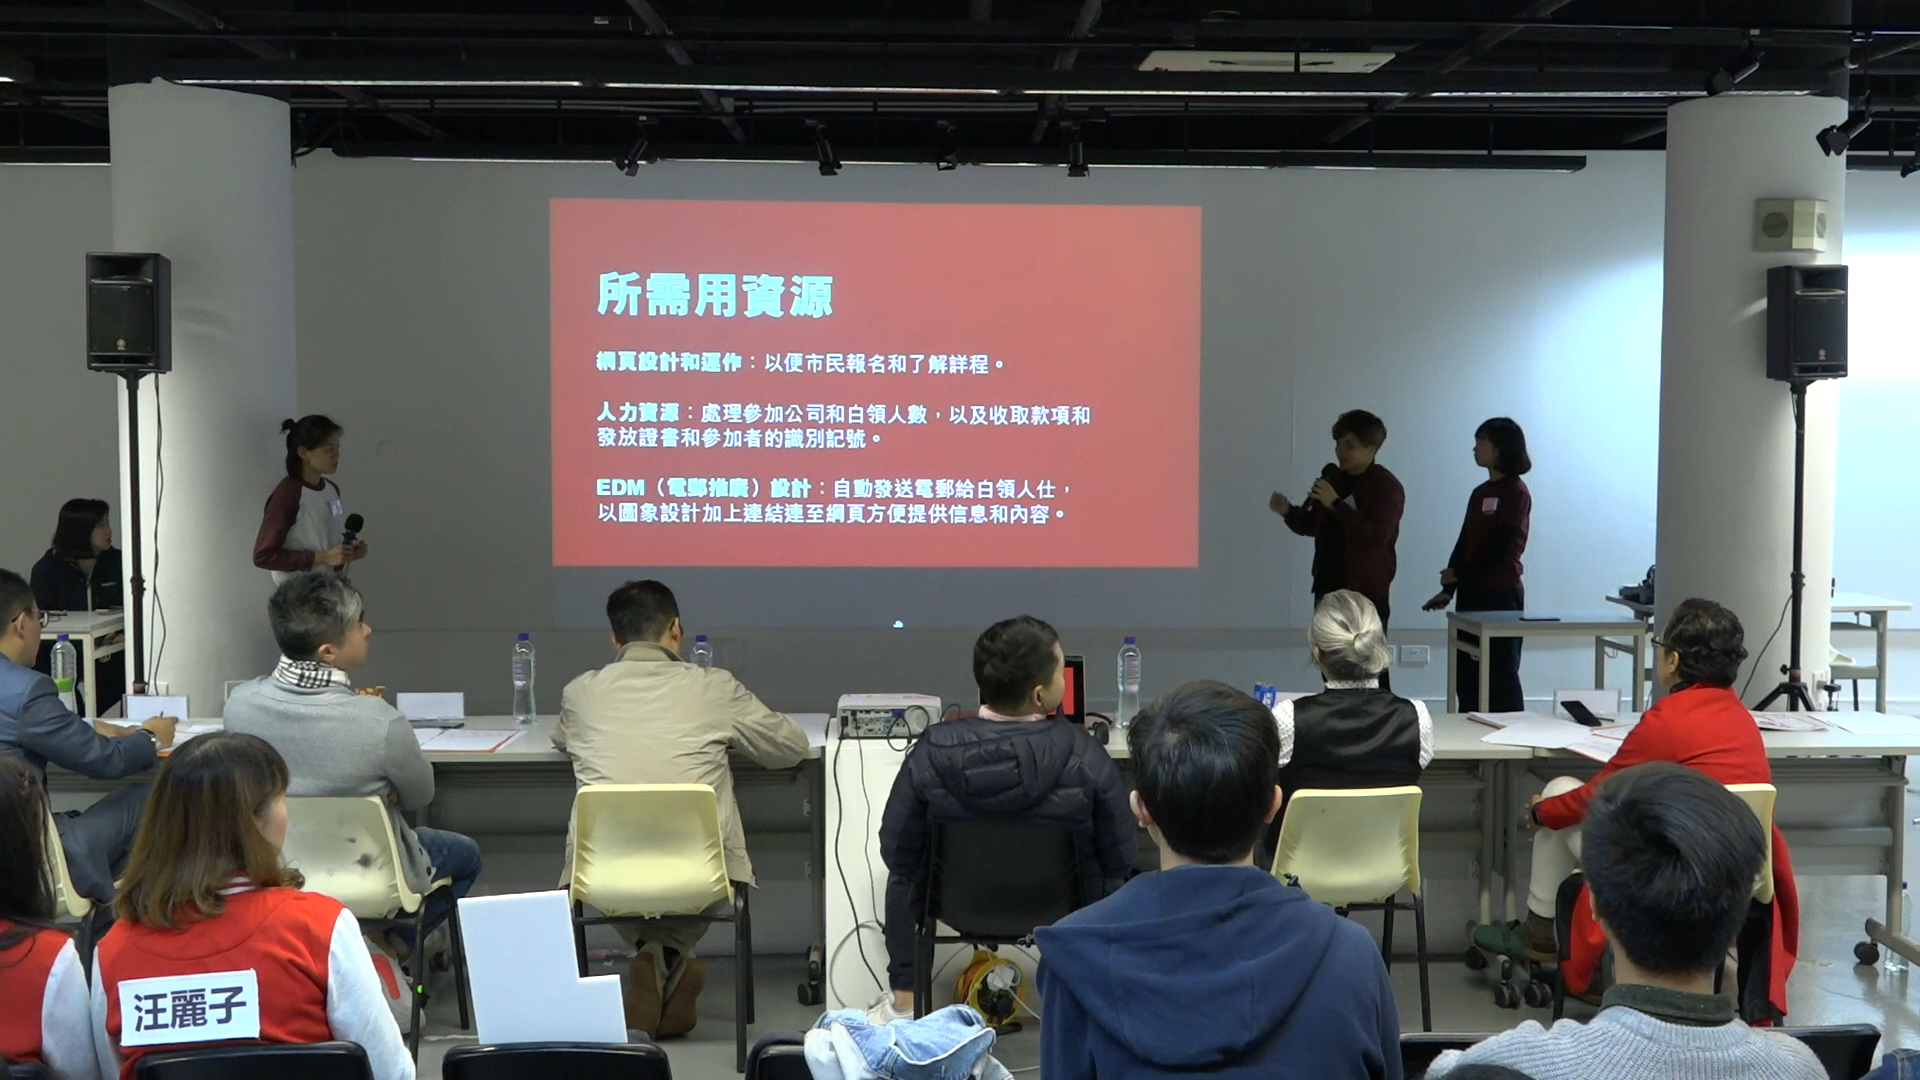 所需用資源
網頁設計和運作：以便市民報名和了解詳程。
人力資源：處理參加公司和白領人數，以及收取款項和
發放證書和參加者的識別記號。
EDM（電郵推廣）設計：自動發送電郵給白領人仕，
以圖象設計加上連結連至網頁方便提供信息和內容。
汪麗子